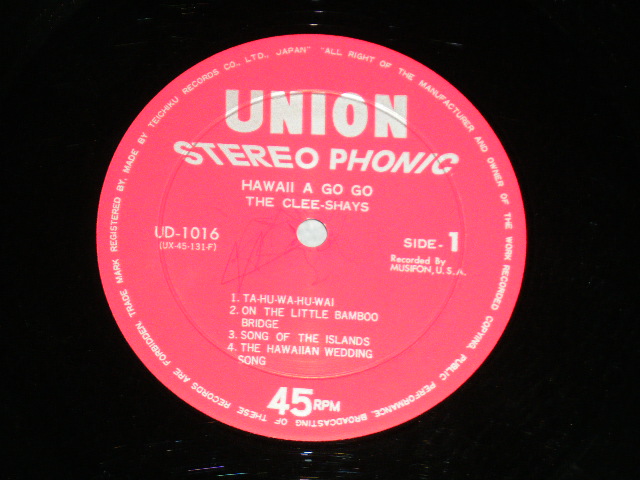 TRADE MARK REGISTERED BY, MADE BY TEICHIKU RECORDS CO., LTD., JAPAN" "ALL RIGHT OF THE MANUFACTURER AND OWNER OF THE WORK RECORDED COPYING, PUBLIC PERFORMANCE, BROADCASTING OF THESE RECORDS ARE FORBIDDEN
UNION
STEREO PHONIC
HAWAII A GO GO
THE CLEE-SHAYS
UD-1016
(UX-45-131-F)
SIDE-1
Recorded By
MUSIFON, U.S.A.
1. TA-HU-WA-HU-WAI
2. ON THE LITTLE BAMBOO
BRIDGE
3. SONG OF THE ISLANDS
4. THE HAWAIIAN WEDDING
SONG
45 RPM